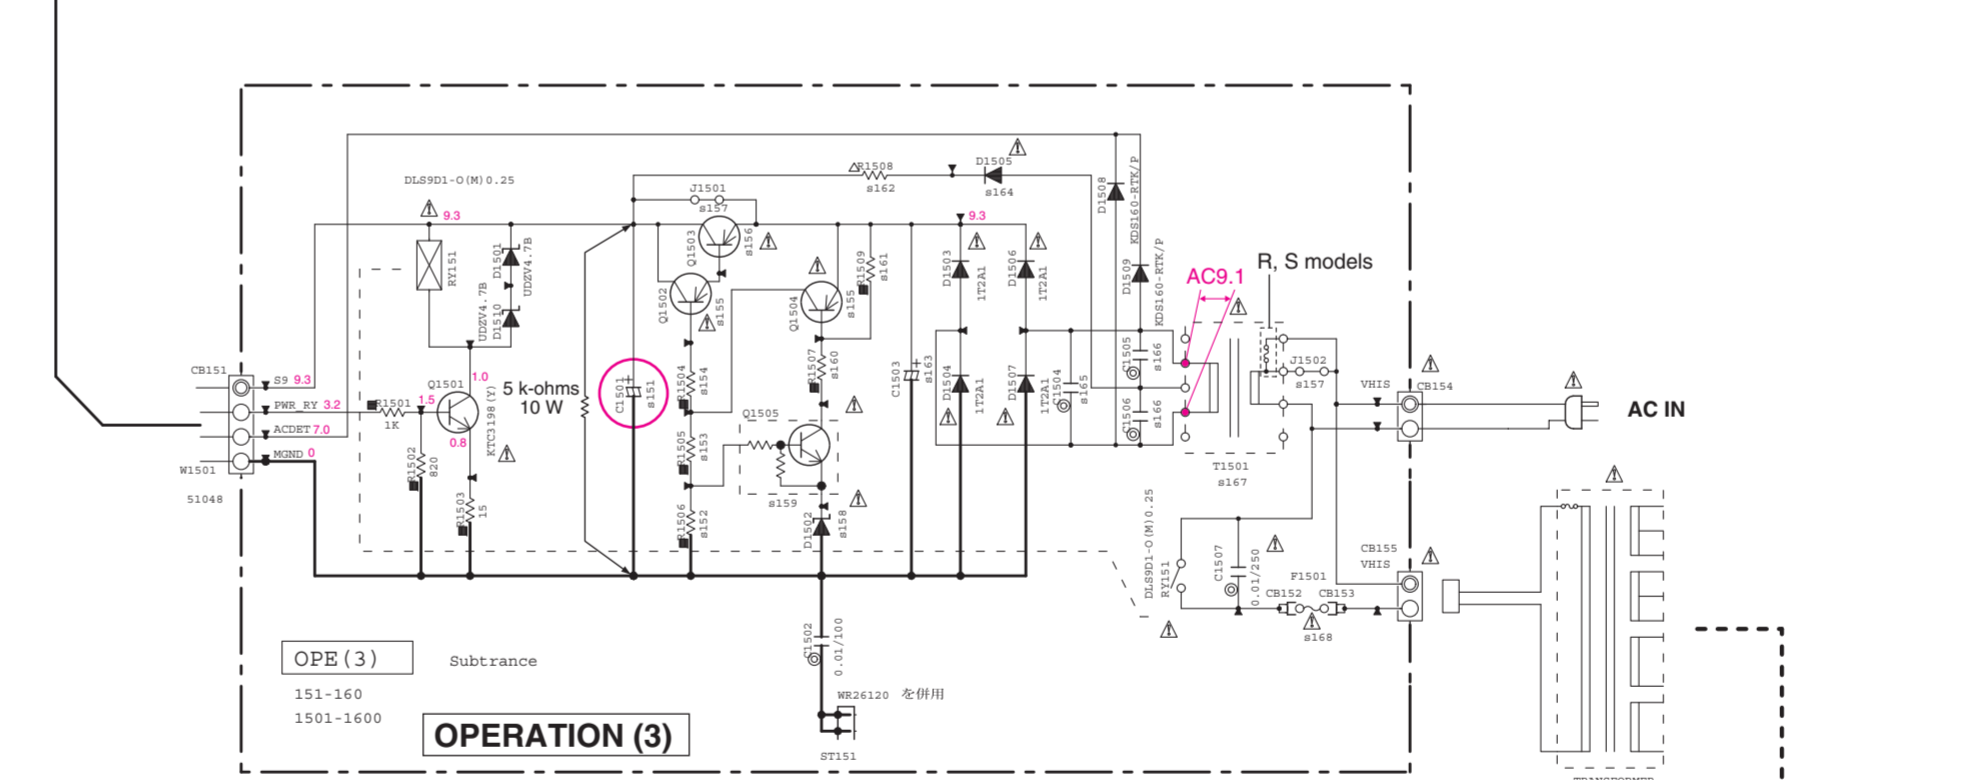 DLS9D1-O(M)0.25
9.3
RY151
D1501
UDZV4.7B
UDZV4.7B
D1510
J1501
s157
Q1503
s156
Q1502
s155
R1508
s162
D1505
s164
Q1504
s155
R1509
s161
9.3
D1503
1T2A1
D1506
1T2A1
D1508
KDS160-RTK/P
D1509
KDS160-RTK/P
AC9.1
R, S models
CB151
S9 9.3
PWR_RY 3.2
ACDET 7.0
MGND 0
W1501
51048
R1501
1K
1.5
Q1501
1.0
0.8
KTC3198(Y)
R1502
820
R1503
15
5 k-ohms
10 W
C1501
s151
R1504
s154
R1505
s153
R1506
s152
R1507
s160
Q1505
s159
D1502
s158
C1503
s163
D1504
1T2A1
D1507
1T2A1
C1504
s165
C1505
s166
C1506
s166
T1501
s167
J1502
s157
VHIS
CB154
AC IN
DLS9D1-O(M)0.25
RY151
C1507
0.01/250
F1501
CB152
CB153
s168
CB155
VHIS
C1502
0.01/100
WR26120 を併用
ST151
OPE(3)
Subtrance
151-160
1501-1600
OPERATION (3)
TRANSFORMER